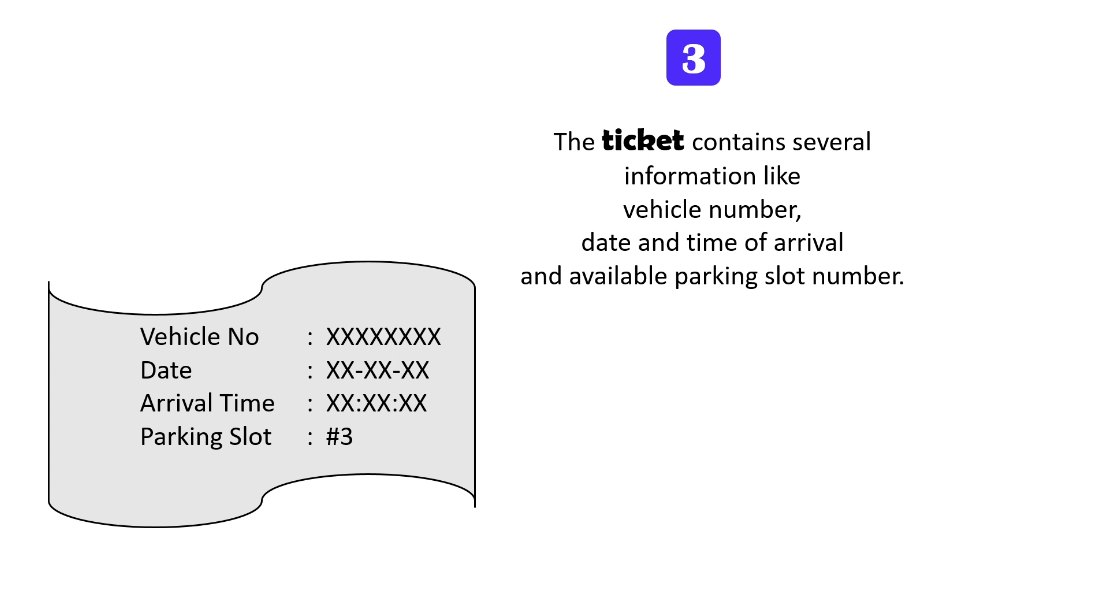 3
The ticket contains several
information like
vehicle number,
date and time of arrival
and available parking slot number.
Vehicle No : XXXXXXXX
Date : XX-XX-XX
Arrival Time : XX:XX:XX
Parking Slot : #3